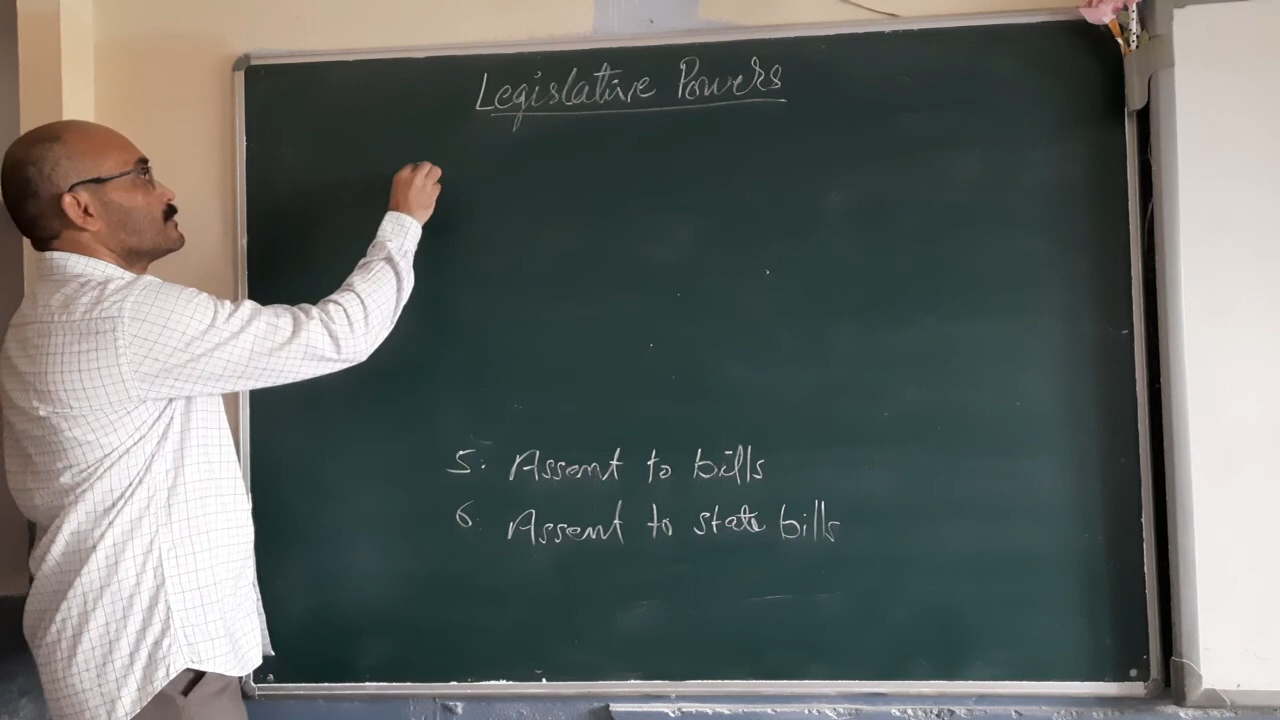 Legislative Powers
5. Assent to bills
6. Assent to state bills